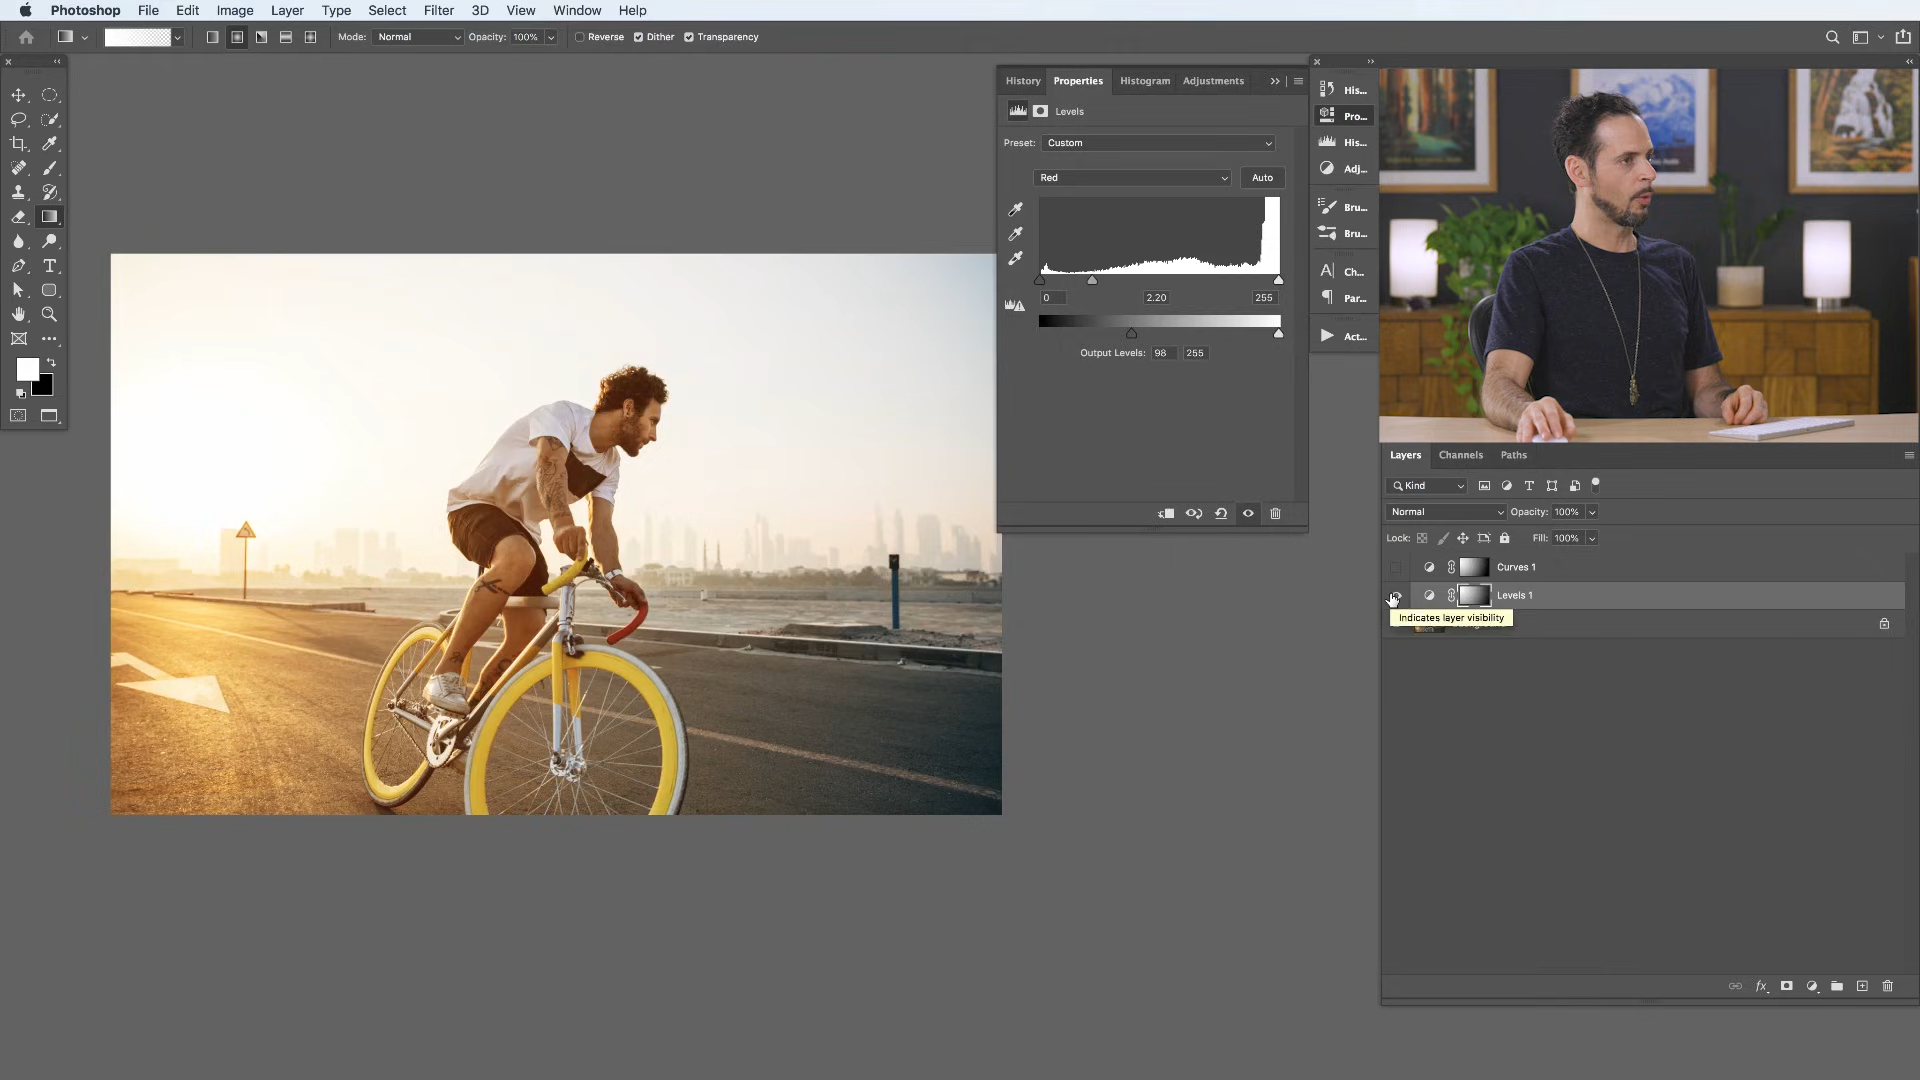 Photoshop File Edit Image Layer Type Select Filter 3D View Window Help
Mode: Normal Opacity: 100% Reverse Dither Transparency
History Properties Histogram Adjustments
Levels
Preset: Custom
Red Auto
0 2.20 255
Output Levels: 98 255
His...
Pro...
His...
Adj...
Bru...
Bru...
Ch...
Par...
Act...
Layers Channels Paths
Kind
Normal Opacity: 100%
Lock: Fill: 100%
Curves 1
Levels 1
Indicates layer visibility